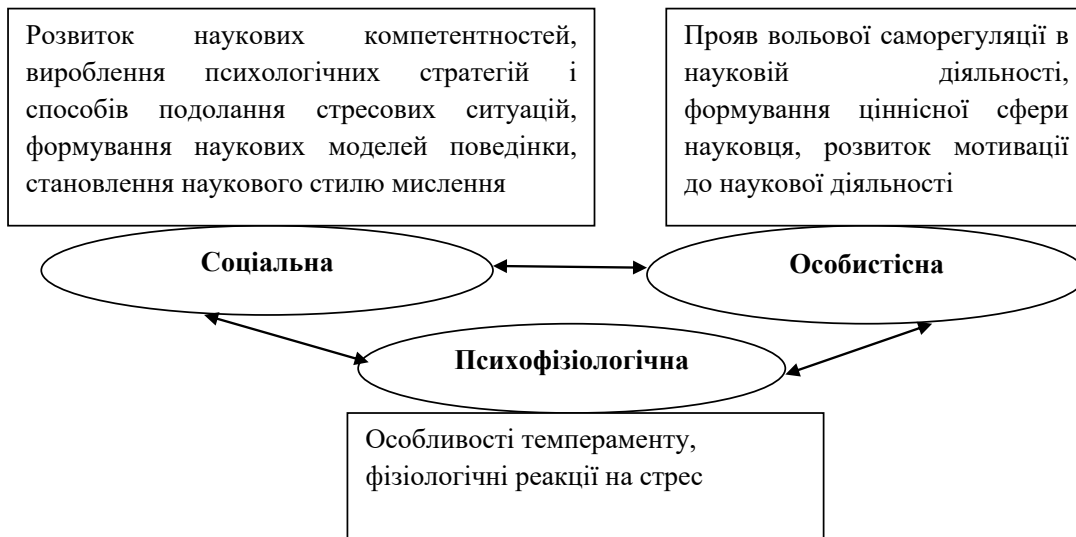 Розвиток наукових компетентностей,
вироблення психологічних стратегій і
способів подолання стресових ситуацій,
формування наукових моделей поведінки,
становлення наукового стилю мислення
Прояв вольової саморегуляції в
науковій діяльності,
формування ціннісної сфери
науковця, розвиток мотивації
до наукової діяльності
Соціальна
Особистісна
Психофізіологічна
Особливості темпераменту,
фізіологічні реакції на стрес